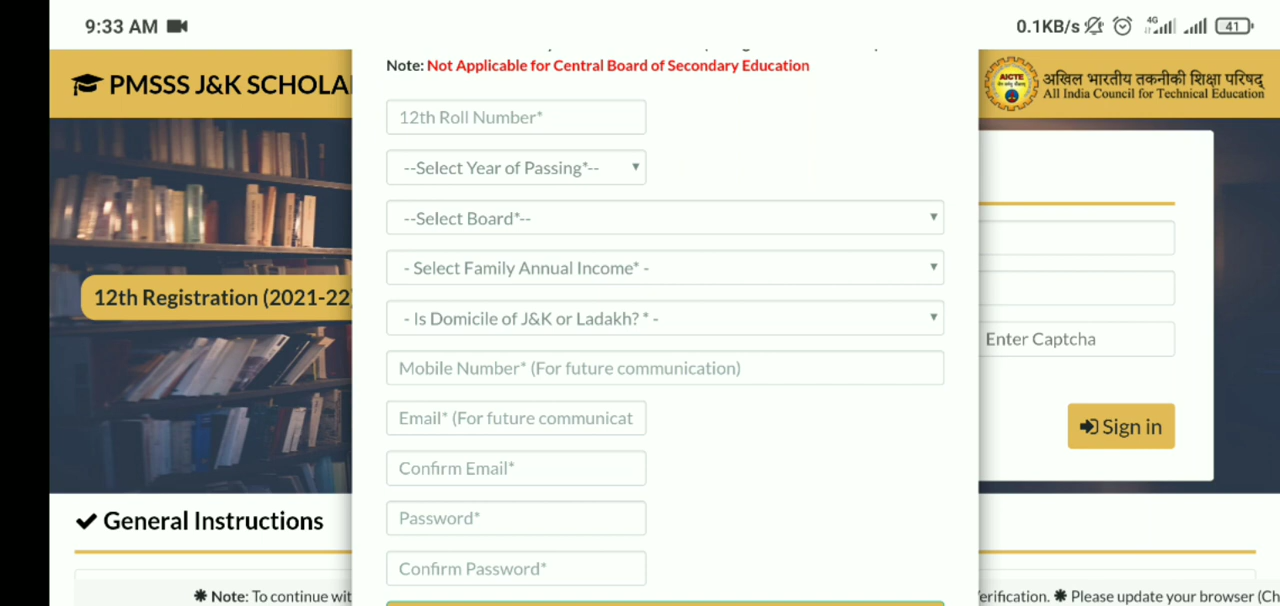 9:33 AM
0.1KB/s 4G 41
PMSSS J&K SCHOLA
AICTE
अखिल भारतीय तकनीकी शिक्षा परिषद्
All India Council for Technical Education
Note: Not Applicable for Central Board of Secondary Education
12th Roll Number*
--Select Year of Passing*--
--Select Board*--
- Select Family Annual Income* -
12th Registration (2021-22
- Is Domicile of J&K or Ladakh? * -
Enter Captcha
Mobile Number* (For future communication)
Email* (For future communicat
Sign in
Confirm Email*
Password*
General Instructions
Confirm Password*
✱ Note: To continue wit
erification. ✱ Please update your browser (Ch